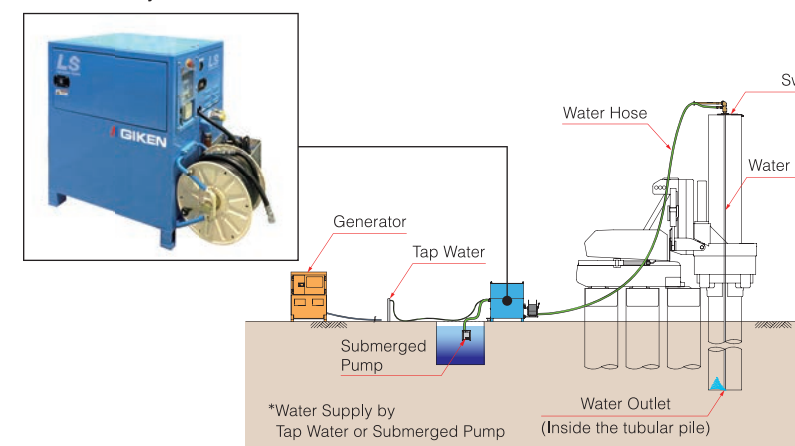 LS
LS
GIKEN
Water Hose
Water
Generator
Tap Water
Submerged
Pump
Water Outlet
(Inside the tubular pile)
*Water Supply by
Tap Water or Submerged Pump